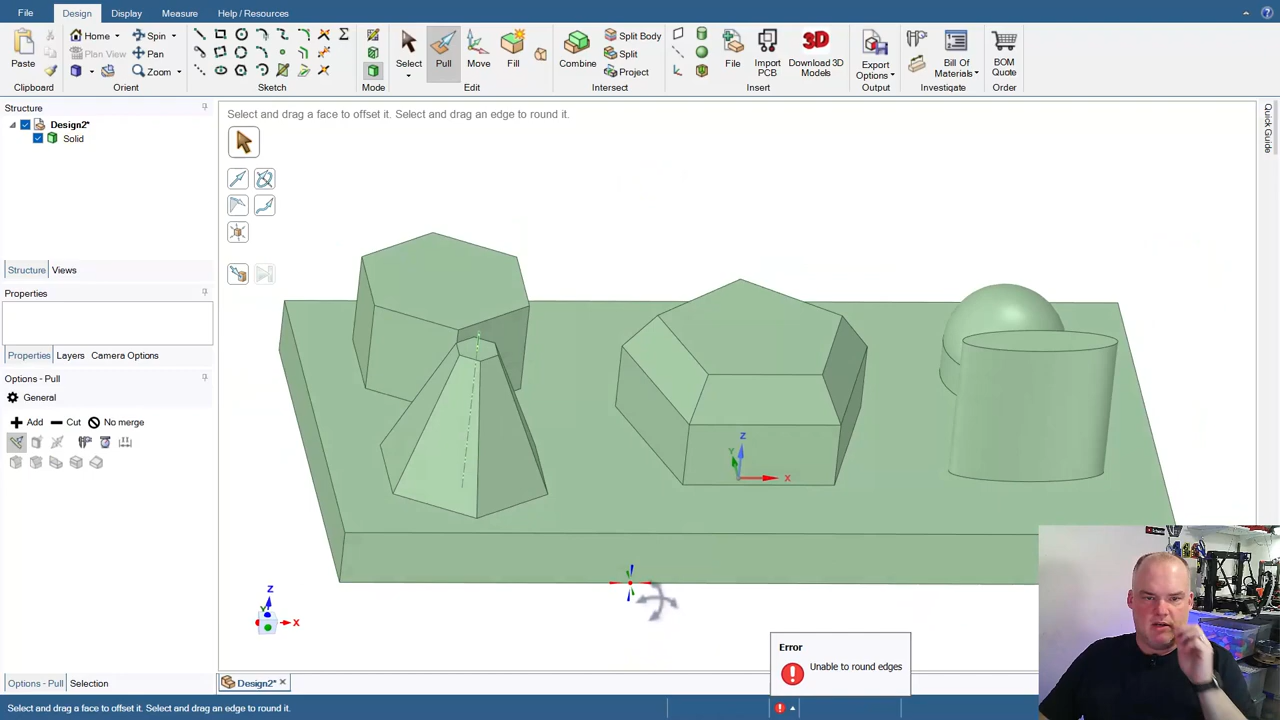 File Design Display Measure Help / Resources
Home Spin
Plan View Pan
Zoom
Paste
Select Pull Move Fill
Combine
Split Body
Split
Project
File Import PCB Download 3D Models
3D
Export Options
Bill Of Materials
BOM Quote
Clipboard Orient Sketch Mode Edit Intersect Insert Output Investigate Order
Structure
Design2*
Solid
Structure Views
Properties
Properties Layers Camera Options
Options - Pull
General
Add Cut No merge
Select and drag a face to offset it. Select and drag an edge to round it.
Quick Guide
Z
Y
X
Z
Y
X
Error
Unable to round edges
Options - Pull Selection
Design2*
Select and drag a face to offset it. Select and drag an edge to round it.